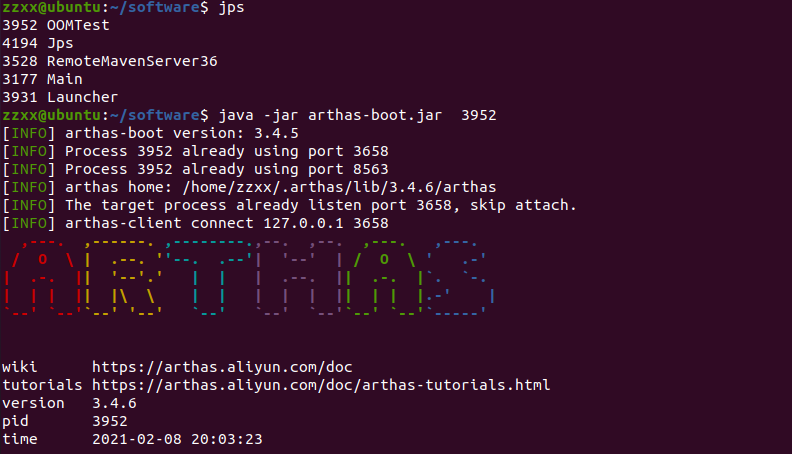 zzxx@ubuntu:~/software$ jps
3952 OOMTest
4194 Jps
3528 RemoteMavenServer36
3177 Main
3931 Launcher
zzxx@ubuntu:~/software$ java -jar arthas-boot.jar  3952
[INFO] arthas-boot version: 3.4.5
[INFO] Process 3952 already using port 3658
[INFO] Process 3952 already using port 8563
[INFO] arthas home: /home/zzxx/.arthas/lib/3.4.6/arthas
[INFO] The target process already listen port 3658, skip attach.
[INFO] arthas-client connect 127.0.0.1 3658
  ,---.  ,------. ,--------.,--.  ,--.  ,---.   ,---.
 /  O  \ |  .--. ''--.  .--'|  '--'  | /  O  \ '   .-'
|  .-.  ||  '--'.'   |  |   |  .--.  ||  .-.  |`.  `-.
|  | |  ||  |\  \    |  |   |  |  |  ||  | |  |.-'    |
`--' `--'`--' '--'   `--'   `--'  `--'`--' `--'`-----'
wiki      https://arthas.aliyun.com/doc
tutorials https://arthas.aliyun.com/doc/arthas-tutorials.html
version   3.4.6
pid       3952
time      2021-02-08 20:03:23